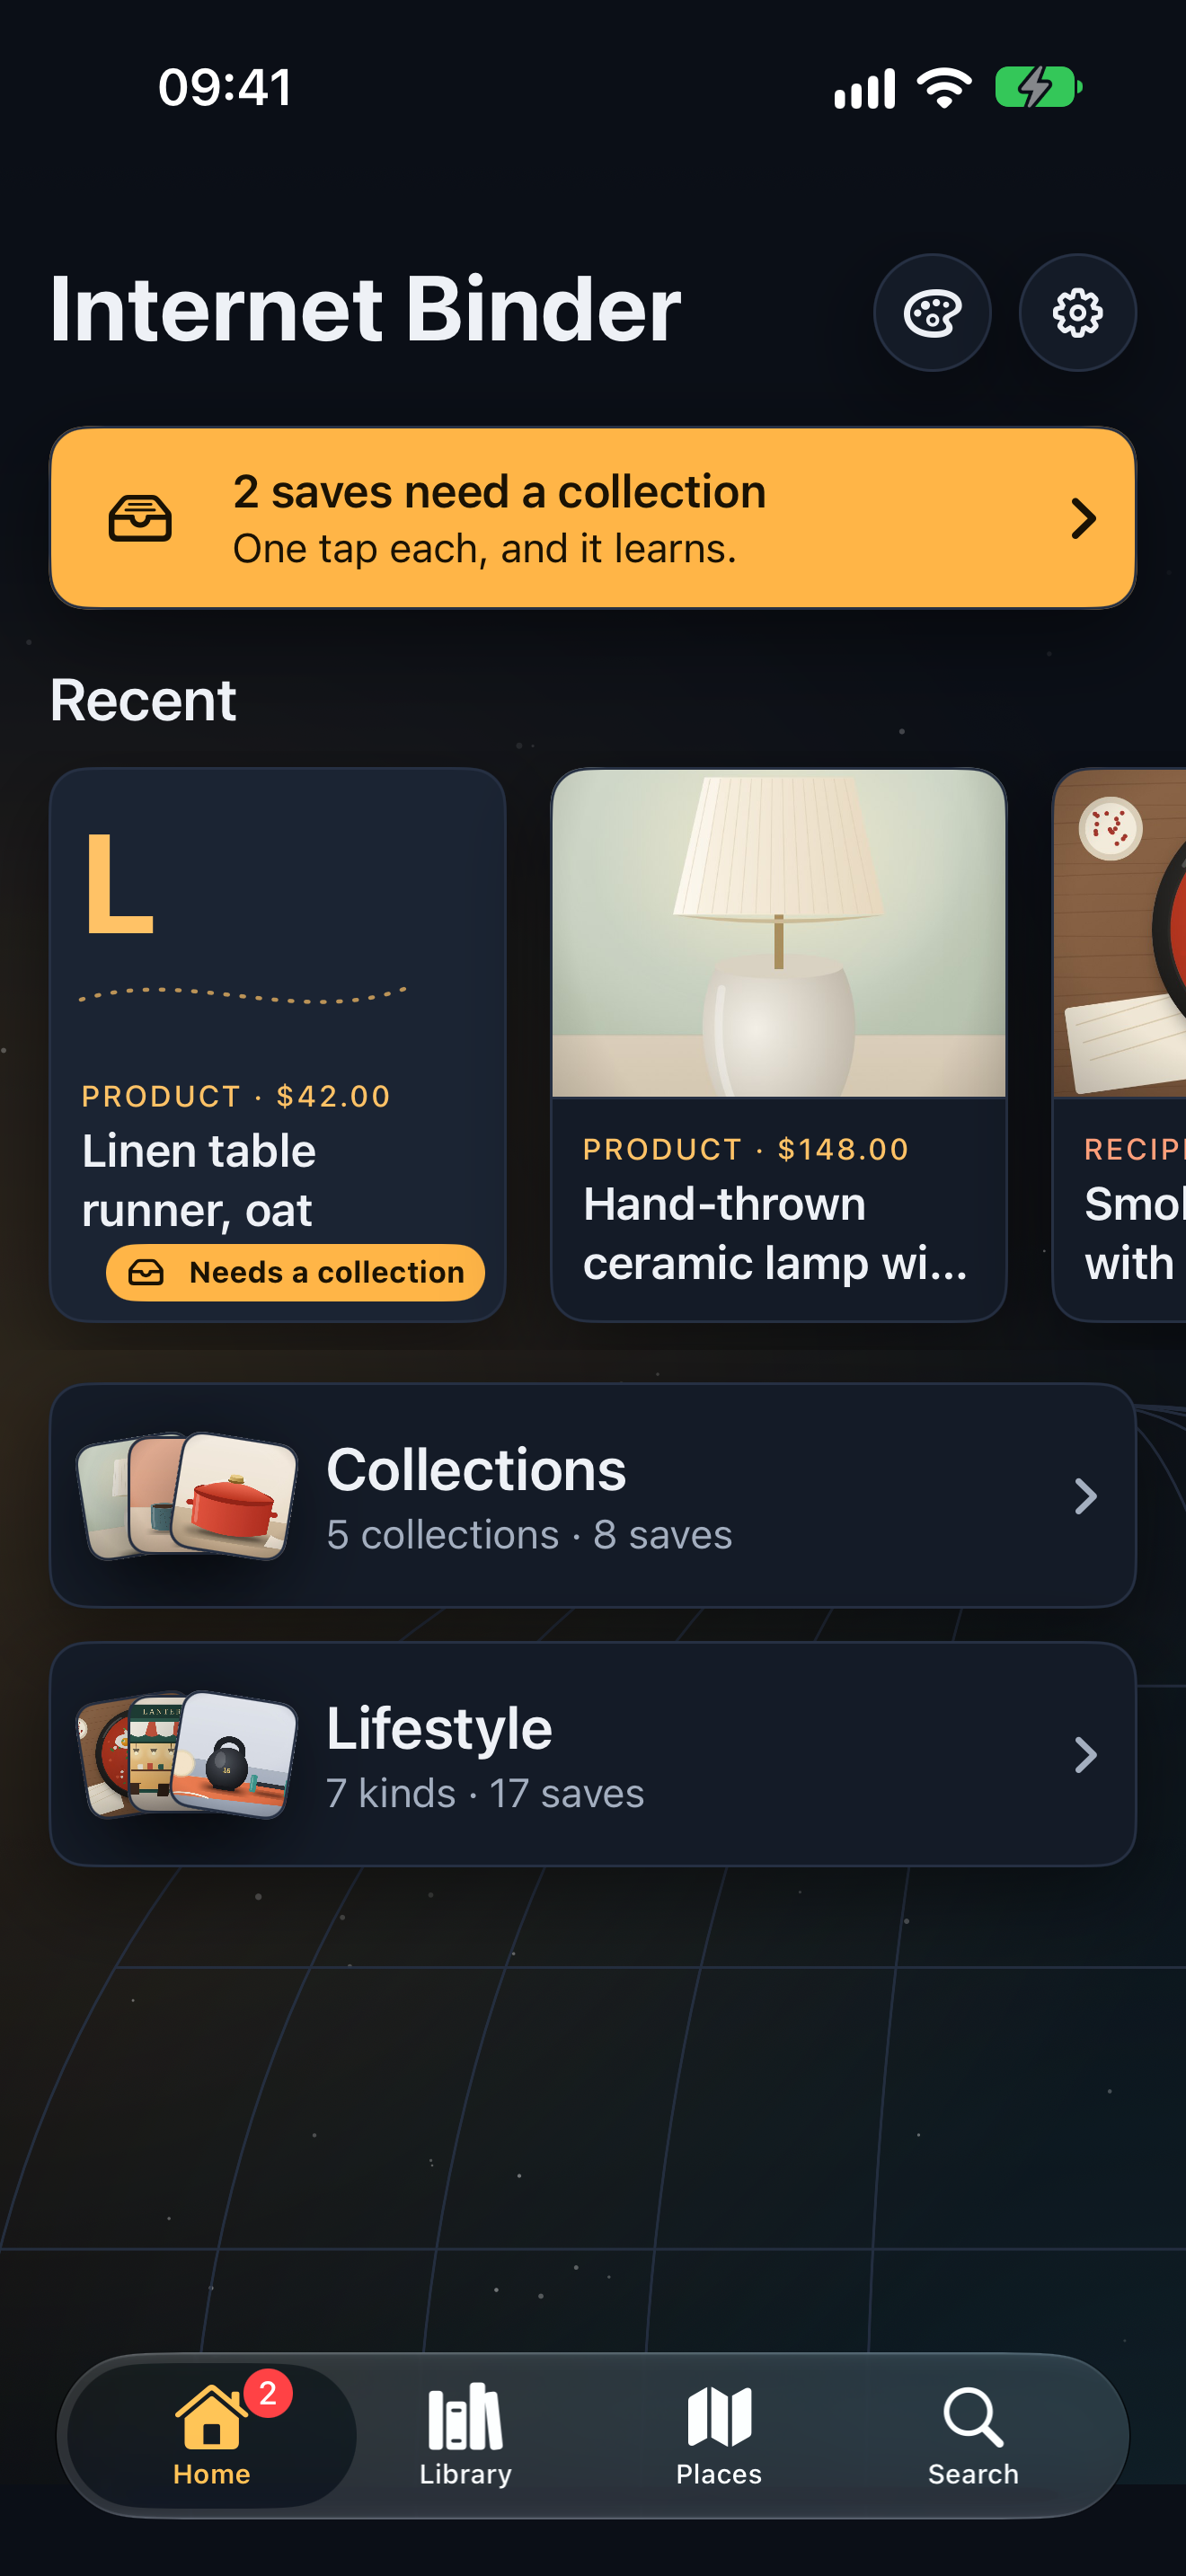 09:41
Internet Binder
2 saves need a collection
One tap each, and it learns.
Recent
L
PRODUCT · $42.00
Linen table
runner, oat
Needs a collection
PRODUCT · $148.00
Hand-thrown
ceramic lamp wi...
with
Collections
5 collections · 8 saves
Lifestyle
7 kinds · 17 saves
2
Home
Library
Places
Search